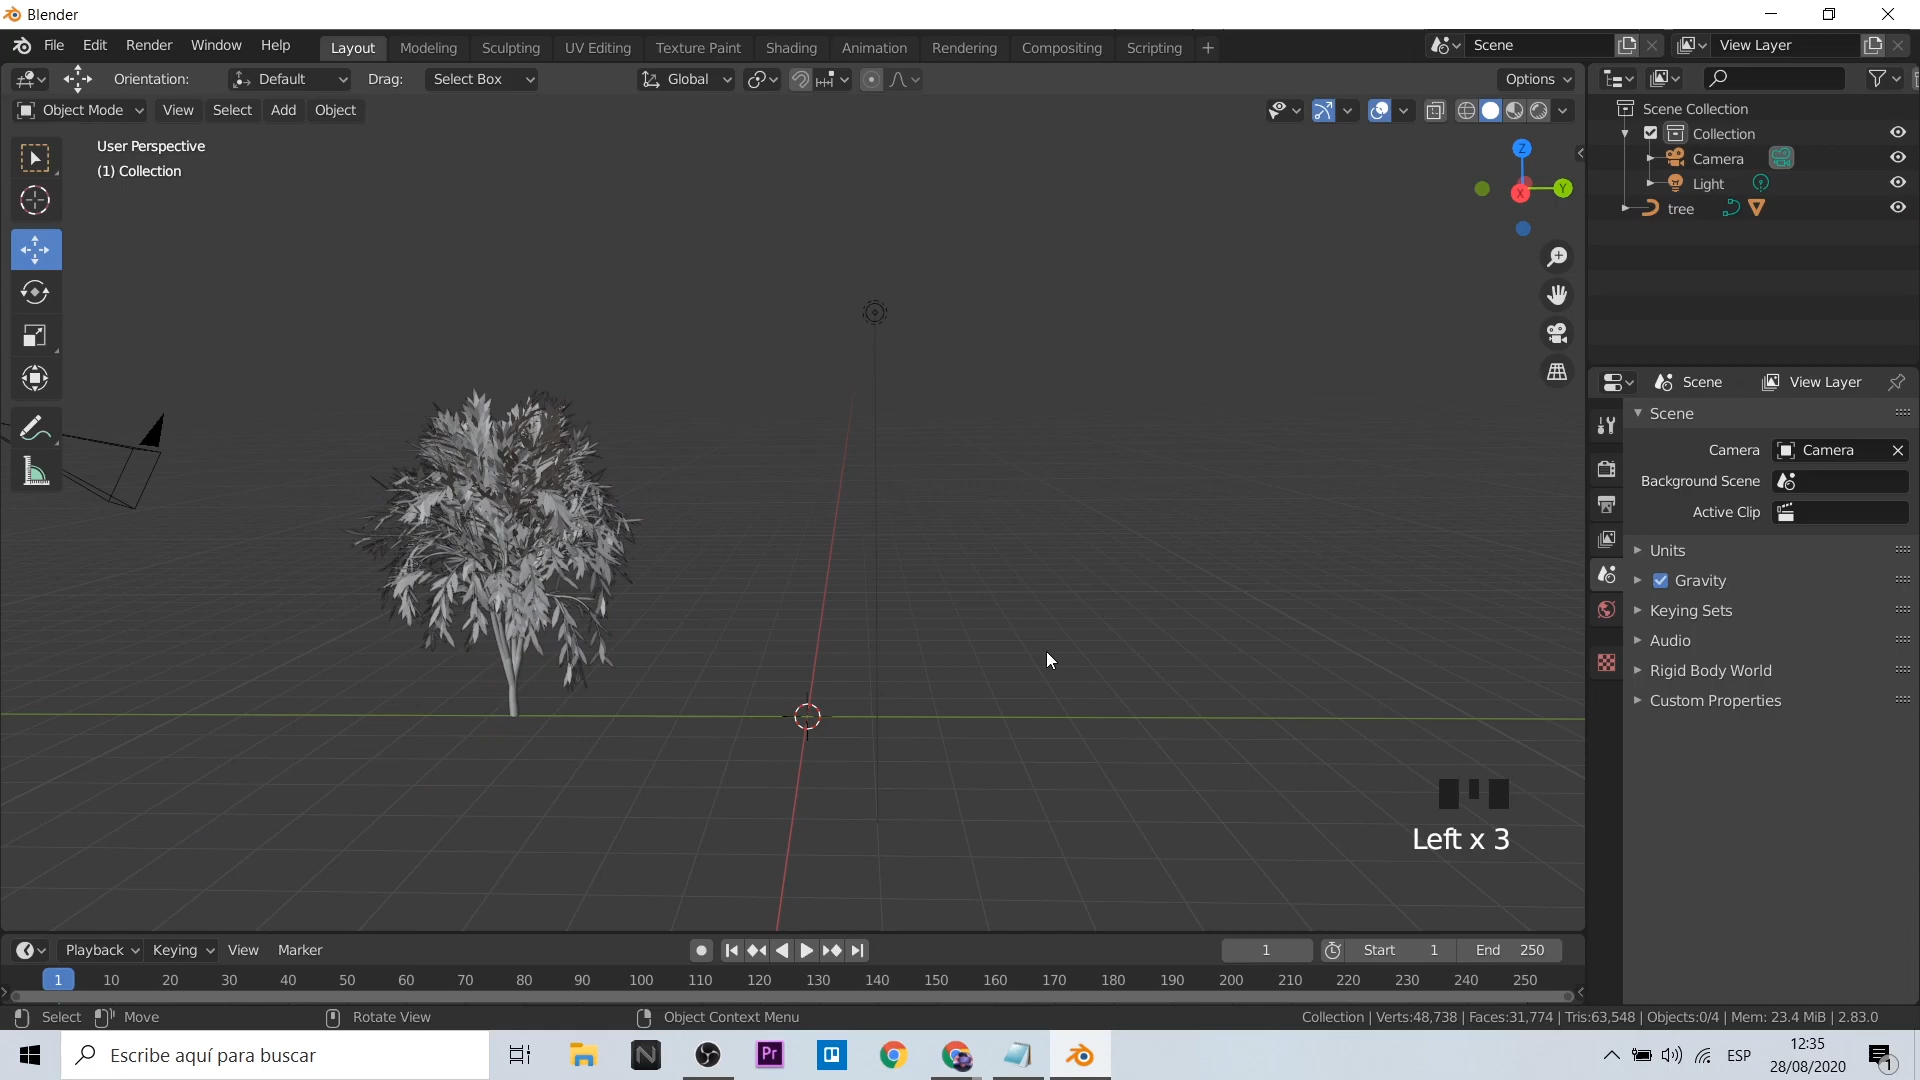 Blender
File Edit Render Window Help Layout Modeling Sculpting UV Editing Texture Paint Shading Animation Rendering Compositing Scripting + Scene View Layer
Orientation: Default Drag: Select Box Global Options
Object Mode View Select Add Object
User Perspective
(1) Collection
Z
Y
X
Scene Collection
Collection
Camera
Light
tree
Scene View Layer
Scene
Camera Camera
Background Scene
Active Clip
Units
Gravity
Keying Sets
Audio
Rigid Body World
Custom Properties
Left x 3
Playback Keying View Marker 1 Start 1 End 250
1 10 20 30 40 50 60 70 80 90 100 110 120 130 140 150 160 170 180 190 200 210 220 230 240 250
Select Move Rotate View Object Context Menu Collection | Verts:48,738 | Faces:31,774 | Tris:63,548 | Objects:0/4 | Mem: 23.4 MiB | 2.83.0
Escribe aquí para buscar
N
Pr
ESP
12:35
28/08/2020
1